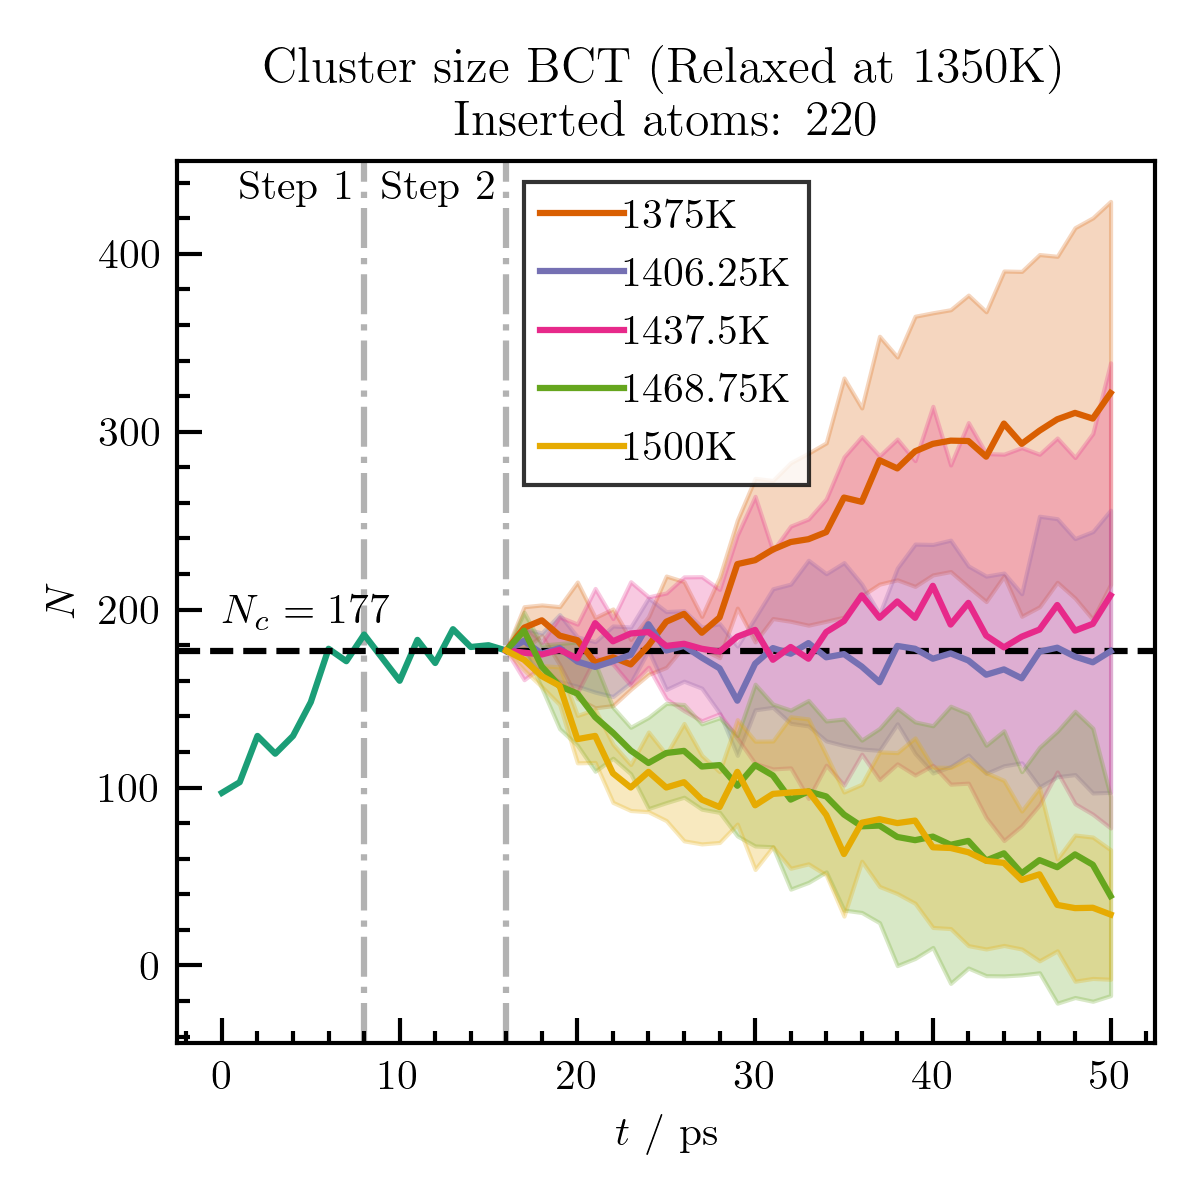 Cluster size BCT (Relaxed at 1350K)
Inserted atoms: 220
Step 1
Step 2
1375K
1406.25K
1437.5K
1468.75K
1500K
N_c = 177
N
400
300
200
100
0
0 10 20 30 40 50
t / ps